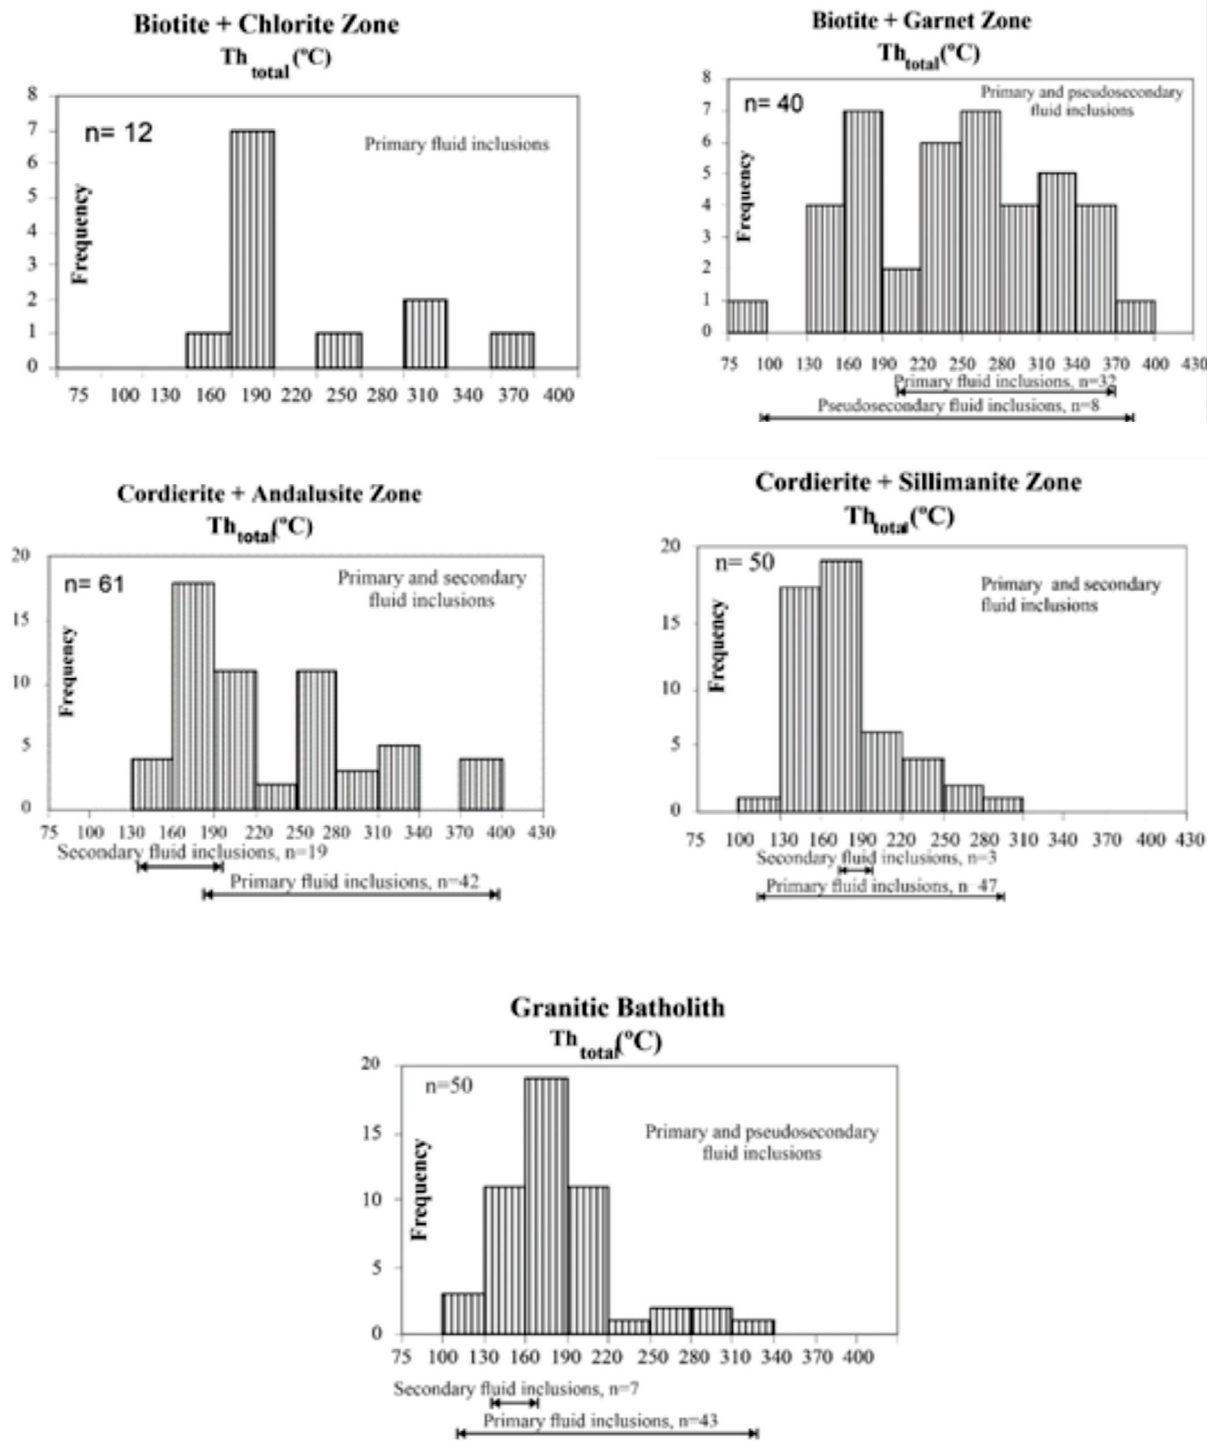 Biotite + Chlorite Zone
Th total (ºC)
8
7
6
5
4
3
2
1
0
Frequency
n= 12
Primary fluid inclusions
75 100 130 190 220 280 310 340 370 400
Biotite + Garnet Zone
Th total (ºC)
8
7
6
5
4
3
2
1
0
Frequency
n= 40
Primary and pseudosecondary
fluid inclusions
75 100 130 160 190 220 250 280 310 340 370 400 430
Primary fluid inclusions, n=32
Pseudosecondary fluid inclusions, n=8
Cordierite + Andalusite Zone
Th total (ºC)
20
15
10
5
0
Frequency
n= 61
Primary and secondary
fluid inclusions
75 100 130 160 190 220 250 280 310 340 370 400 430
Secondary fluid inclusions, n=19
Primary fluid inclusions, n=42
Cordierite + Sillimanite Zone
Th total (ºC)
20
15
10
5
0
Frequency
n= 50
Primary and secondary
fluid inclusions
75 100 130 160 190 220 250 280 310 340 370 400 430
Secondary fluid inclusions, n=3
Primary fluid inclusions, n=47
Granitic Batholith
Th total (ºC)
20
15
10
5
0
Frequency
n=50
Primary and pseudosecondary
fluid inclusions
75 100 130 160 190 220 250 280 310 340 370 400
Secondary fluid inclusions, n=7
Primary fluid inclusions, n=43